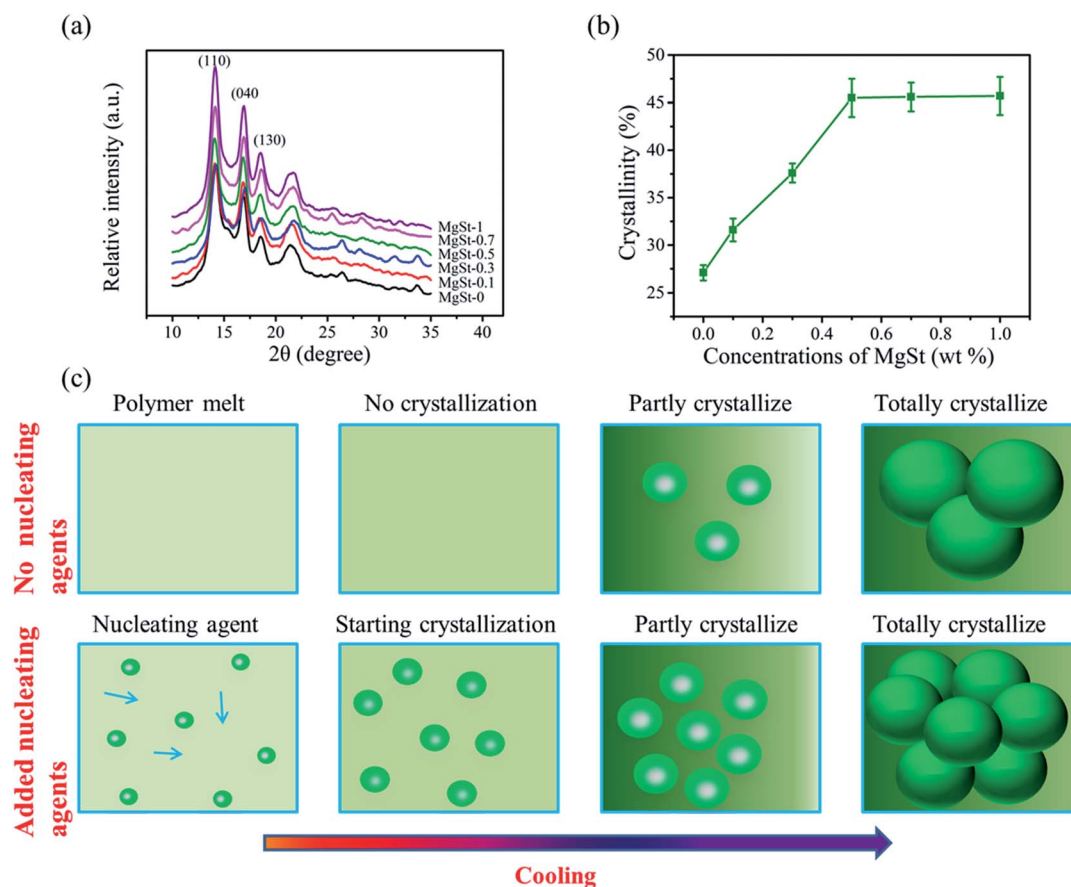 (a)
(110)
(040
(130)
Relative intensity (a.u.)
MgSt-1
MgSt-0.7
MgSt-0.5
MgSt-0.3
MgSt-0.1
MgSt-0
10 15 20 25 30 35 40
2θ (degree)
(b)
50
45
40
35
30
25
Crystallinity (%)
0.0 0.2 0.4 0.6 0.8 1.0
Concentrations of MgSt (wt %)
(c)
Polymer melt No crystallization Partly crystallize Totally crystallize
No nucleating
agents
Nucleating agent Starting crystallization Partly crystallize Totally crystallize
Added nucleating
agents
Cooling